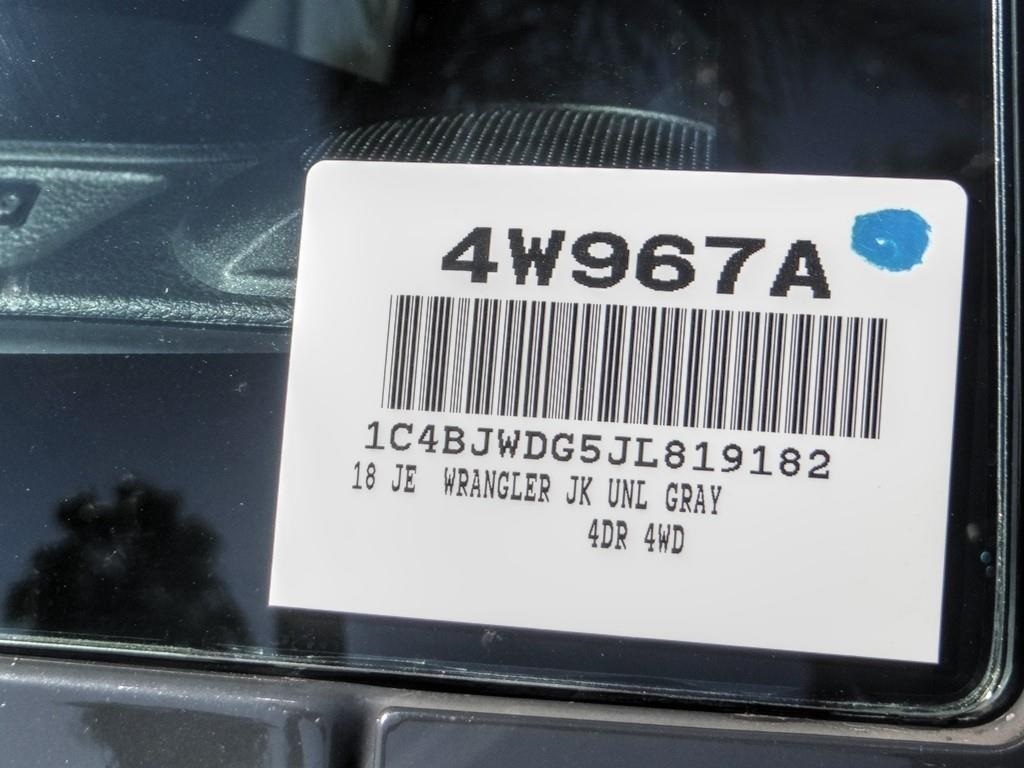 4W967A
1C4BJWDG5JL819182
18 JE WRANGLER JK UNL GRAY
4DR 4WD